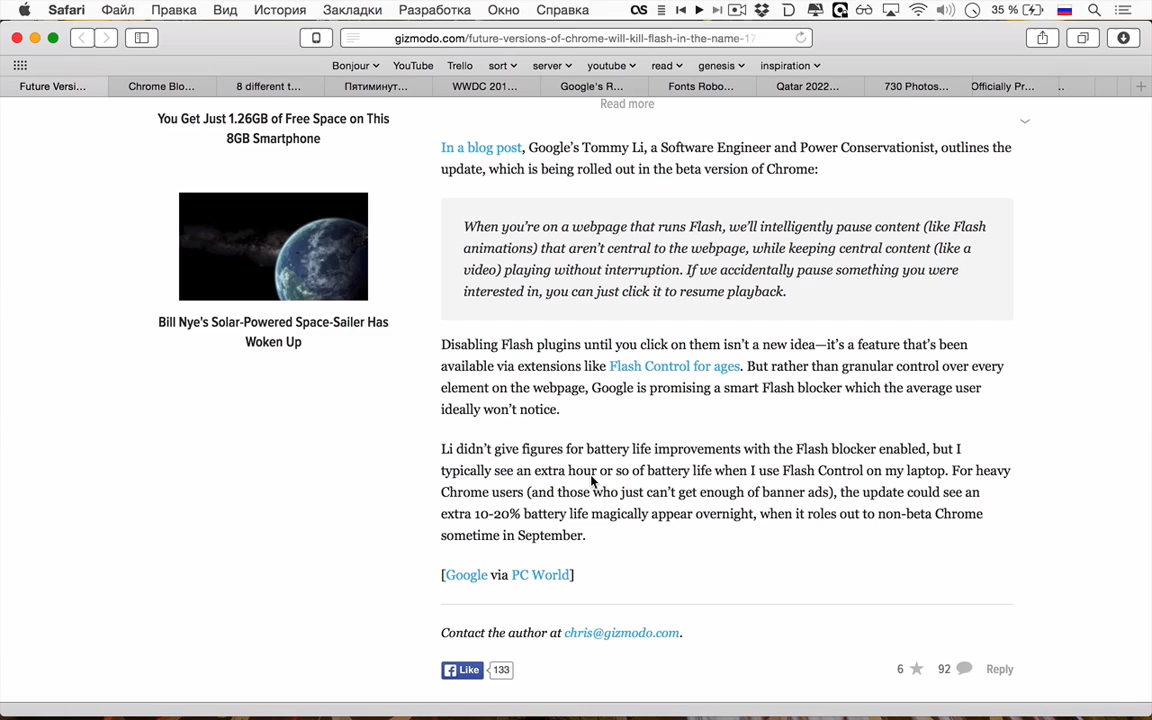 Safari Файл Правка Вид История Закладки Разработка Окно Справка 35 %
gizmodo.com/future-versions-of-chrome-will-kill-flash-in-the-name-17
Bonjour YouTube Trello sort server youtube read genesis inspiration
Future Versi... Chrome Blo... 8 different t... Пятиминут... WWDC 201... Google's R... Fonts Robo... Qatar 2022... 730 Photos... Officially Pr... ..
Read more
You Get Just 1.26GB of Free Space on This
8GB Smartphone
Bill Nye's Solar-Powered Space-Sailer Has
Woken Up
In a blog post, Google's Tommy Li, a Software Engineer and Power Conservationist, outlines the
update, which is being rolled out in the beta version of Chrome:
When you're on a webpage that runs Flash, we'll intelligently pause content (like Flash
animations) that aren't central to the webpage, while keeping central content (like a
video) playing without interruption. If we accidentally pause something you were
interested in, you can just click it to resume playback.
Disabling Flash plugins until you click on them isn't a new idea—it's a feature that's been
available via extensions like Flash Control for ages. But rather than granular control over every
element on the webpage, Google is promising a smart Flash blocker which the average user
ideally won't notice.
Li didn't give figures for battery life improvements with the Flash blocker enabled, but I
typically see an extra hour or so of battery life when I use Flash Control on my laptop. For heavy
Chrome users (and those who just can't get enough of banner ads), the update could see an
extra 10-20% battery life magically appear overnight, when it roles out to non-beta Chrome
sometime in September.
[Google via PC World]
Contact the author at chris@gizmodo.com.
Like 133 6 92 Reply